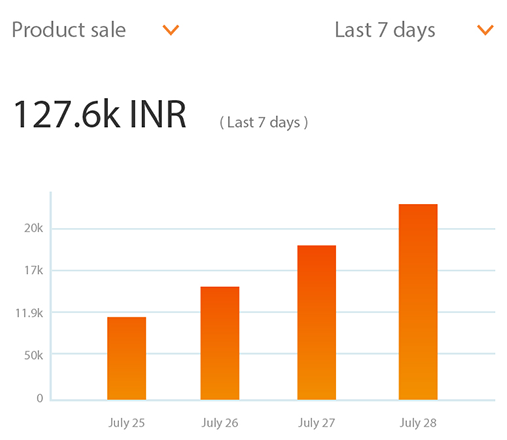 Product sale
Last 7 days
127.6k INR
( Last 7 days )
20k
17k
11.9k
50k
0
July 25
July 26
July 27
July 28